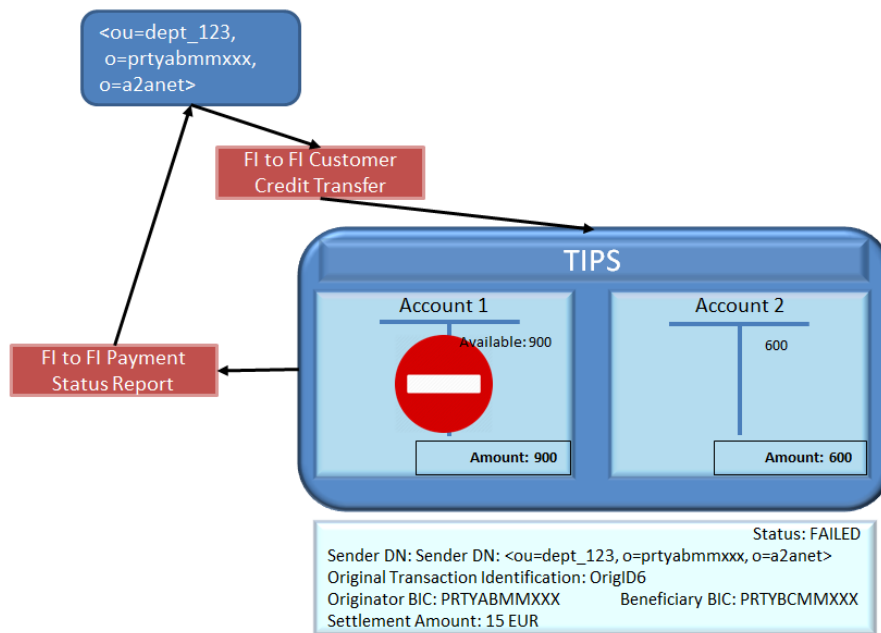 <ou=dept_123,
o=prtyabmmxxx,
o=a2anet>
FI to FI Customer
Credit Transfer
TIPS
Account 1
Available: 900
Amount: 900
Account 2
600
Amount: 600
FI to FI Payment
Status Report
Status: FAILED
Sender DN: Sender DN: <ou=dept_123, o=prtyabmmxxx, o=a2anet>
Original Transaction Identification: OrigID6
Originator BIC: PRTYABMMXXX Beneficiary BIC: PRTYBCMMXXX
Settlement Amount: 15 EUR